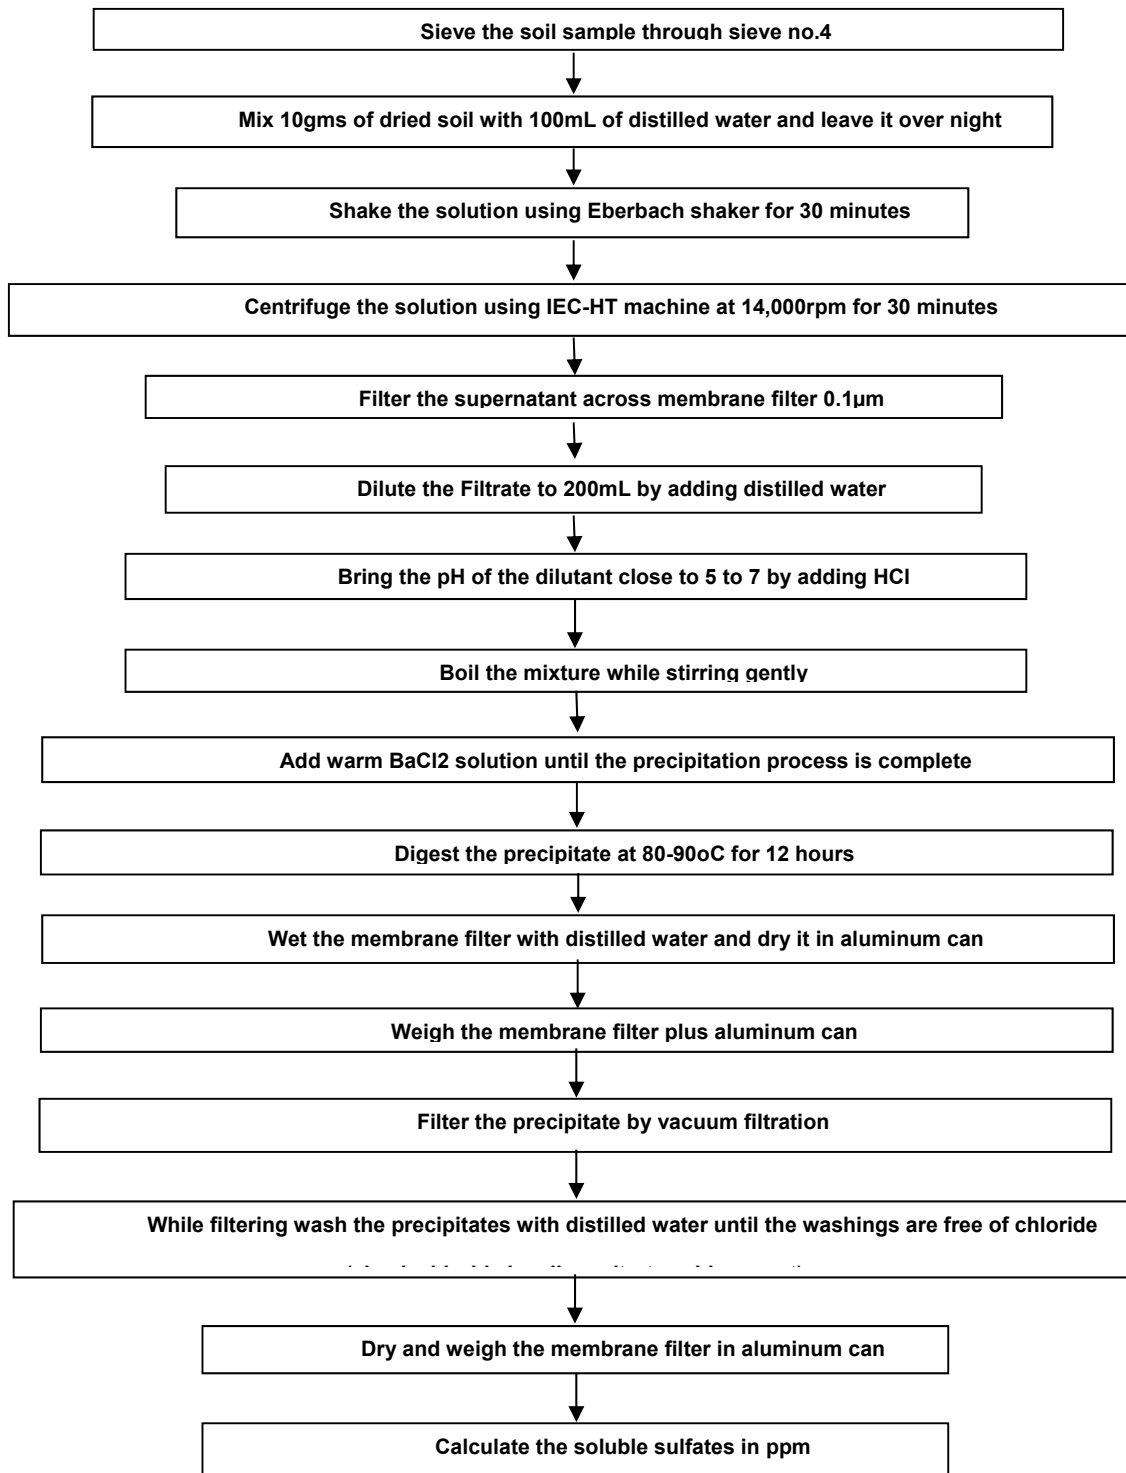 Sieve the soil sample through sieve no.4
Mix 10gms of dried soil with 100mL of distilled water and leave it over night
Shake the solution using Eberbach shaker for 30 minutes
Centrifuge the solution using IEC-HT machine at 14,000rpm for 30 minutes
Filter the supernatant across membrane filter 0.1µm
Dilute the Filtrate to 200mL by adding distilled water
Bring the pH of the dilutant close to 5 to 7 by adding HCl
Boil the mixture while stirring gently
Add warm BaCl2 solution until the precipitation process is complete
Digest the precipitate at 80-90oC for 12 hours
Wet the membrane filter with distilled water and dry it in aluminum can
Weigh the membrane filter plus aluminum can
Filter the precipitate by vacuum filtration
While filtering wash the precipitates with distilled water until the washings are free of chloride
Dry and weigh the membrane filter in aluminum can
Calculate the soluble sulfates in ppm